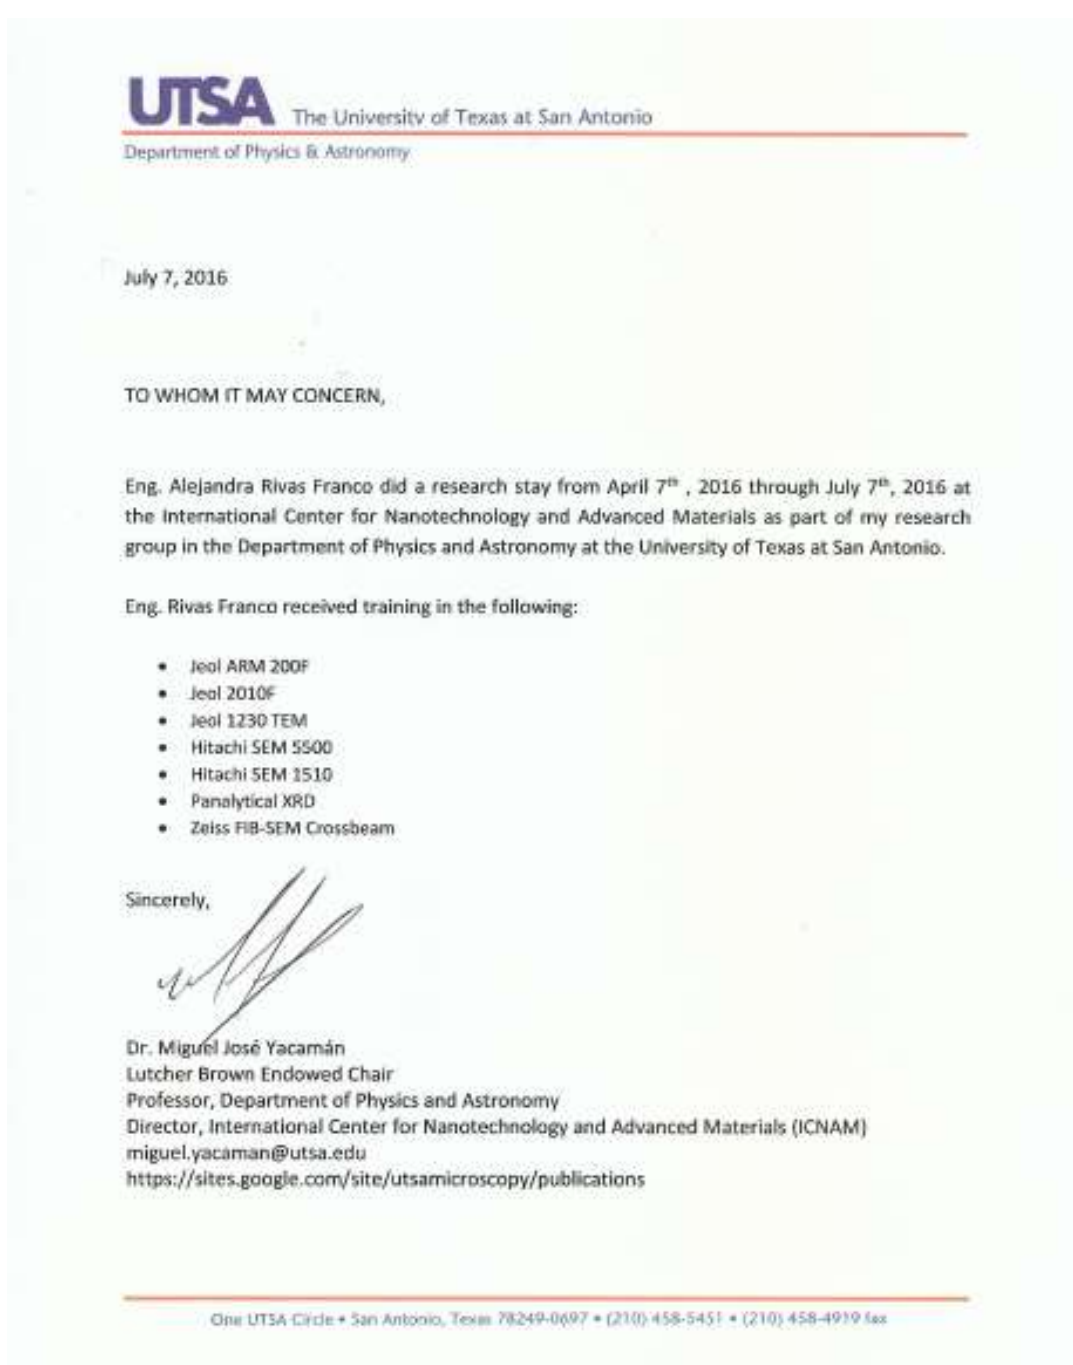 UTSA The University of Texas at San Antonio
Department of Physics & Astronomy
July 7, 2016
TO WHOM IT MAY CONCERN,
Eng. Alejandra Rivas Franco did a research stay from April 7th , 2016 through July 7th, 2016 at
the International Center for Nanotechnology and Advanced Materials as part of my research
group in the Department of Physics and Astronomy at the University of Texas at San Antonio.
Eng. Rivas Franco received training in the following:
• Jeol ARM 200F
• Jeol 2010F
• Jeol 1230 TEM
• Hitachi SEM 5500
• Hitachi SEM 1510
• Panalytical XRD
• Zeiss FIB-SEM Crossbeam
Sincerely,
Dr. Miguel José Yacamán
Lutcher Brown Endowed Chair
Professor, Department of Physics and Astronomy
Director, International Center for Nanotechnology and Advanced Materials (ICNAM)
miguel.yacaman@utsa.edu
https://sites.google.com/site/utsamicroscopy/publications
One UTSA Circle • San Antonio, Texas 78249-0697 • (210) 458-5451 • (210) 458-4919 fax